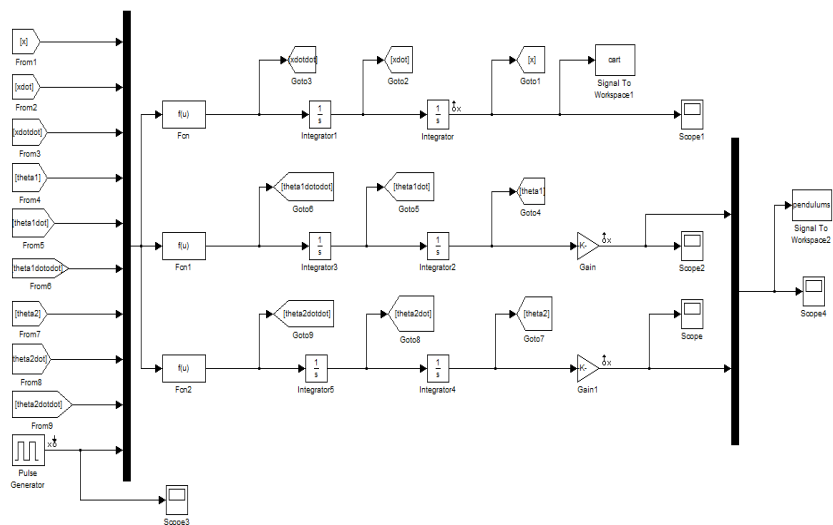 [x]
From1
[xdot]
From2
[xdotdot]
From3
[theta1]
From4
[theta1dot]
From5
theta1dotodot]
From6
[theta2]
From7
theta2dot]
From8
[theta2dotdot]
From9
Pulse
Generator
x
Scope3
f(u)
Fcn
[xdotdot]
Goto3
1
s
Integrator1
[xdot]
Goto2
1
s
Integrator
x
[x]
Goto1
cart
Signal To
Workspace1
Scope1
f(u)
Fcn1
[theta1dotodot]
Goto6
1
s
Integrator3
[theta1dot]
Goto5
1
s
Integrator2
[theta1]
Goto4
-K-
Gain
x
Scope2
f(u)
Fcn2
[theta2dotdot]
Goto9
1
s
Integrator5
[theta2dot]
Goto8
1
s
Integrator4
[theta2]
Goto7
-K-
Gain1
x
Scope
pendulums
Signal To
Workspace2
Scope4